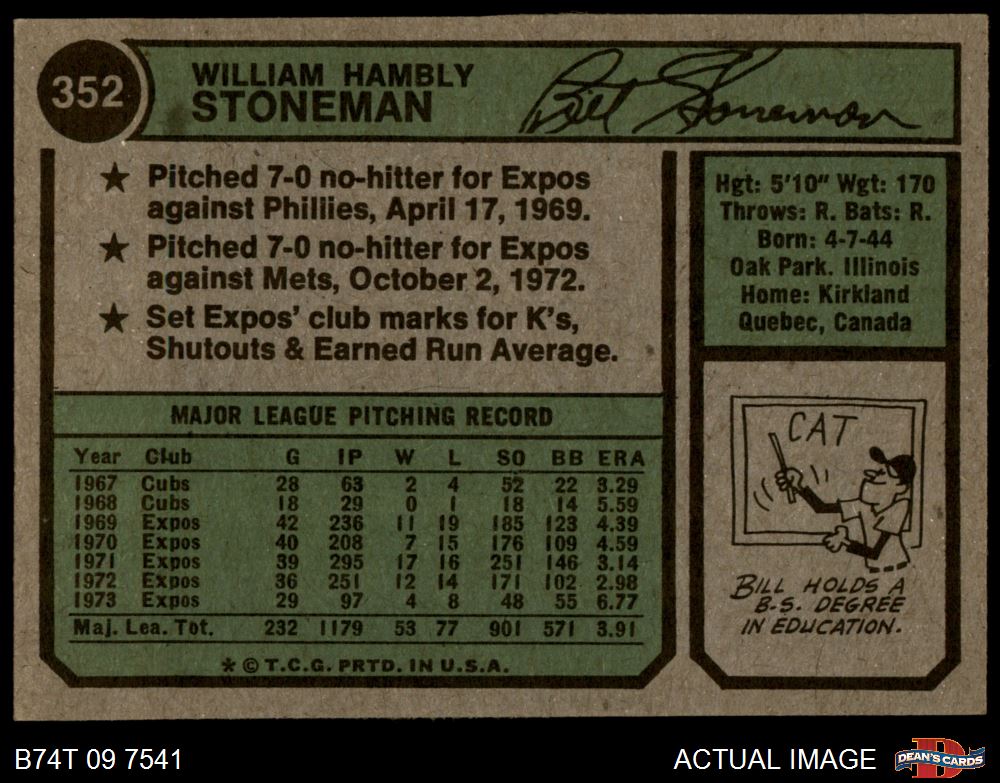 352
WILLIAM HAMBLY
STONEMAN
Bill Stoneman
★ Pitched 7-0 no-hitter for Expos
against Phillies, April 17, 1969.
★ Pitched 7-0 no-hitter for Expos
against Mets, October 2, 1972.
★ Set Expos' club marks for K's,
Shutouts & Earned Run Average.
Hgt: 5'10" Wgt: 170
Throws: R. Bats: R.
Born: 4-7-44
Oak Park. Illinois
Home: Kirkland
Quebec, Canada
MAJOR LEAGUE PITCHING RECORD
Year Club G IP W L SO BB ERA
1967 Cubs 28 63 2 4 52 22 3.29
1968 Cubs 18 29 0 1 18 14 5.59
1969 Expos 42 236 11 19 185 123 4.39
1970 Expos 40 208 7 15 176 109 4.59
1971 Expos 39 295 17 16 251 146 3.14
1972 Expos 36 251 12 14 171 102 2.98
1973 Expos 29 97 4 8 48 55 6.77
Maj. Lea. Tot. 232 1179 53 77 901 571 3.91
* © T.C.G. PRTD. IN U.S.A.
CAT
BILL HOLDS A
B.S. DEGREE
IN EDUCATION.
B74T 09 7541
ACTUAL IMAGE
D
DEAN'S CARDS